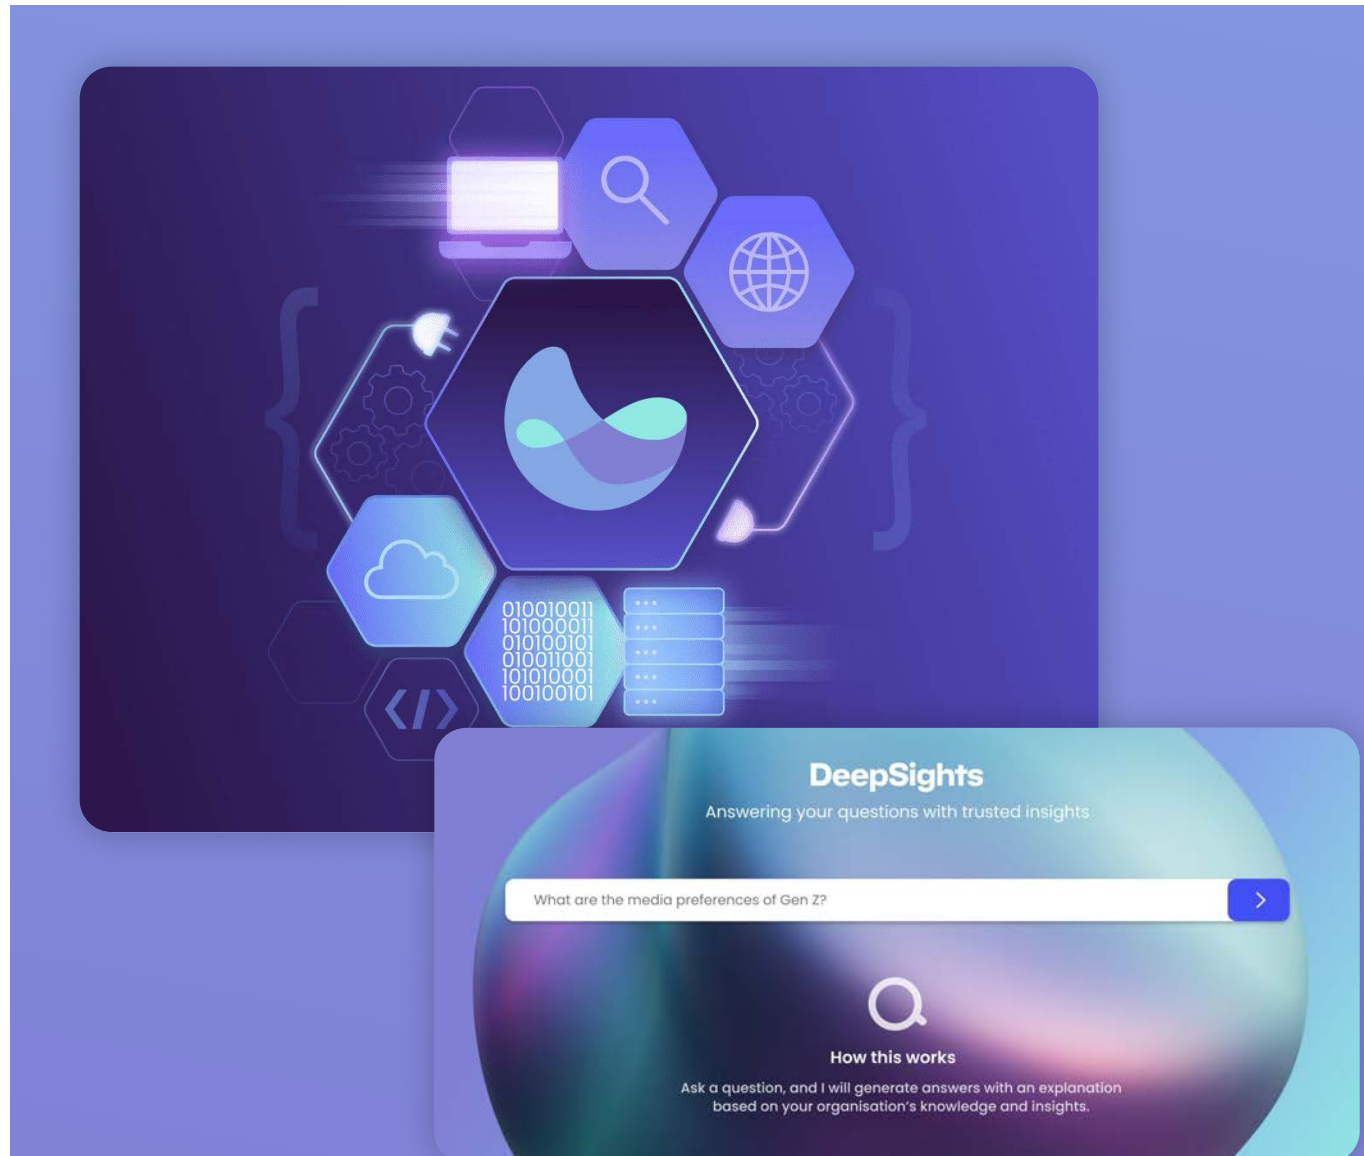 010010011
101000011
010100101
010011001
101010001
100100101
</>
DeepSights
Answering your questions with trusted insights
What are the media preferences of Gen Z?
How this works
Ask a question, and I will generate answers with an explanation
based on your organisation's knowledge and insights.